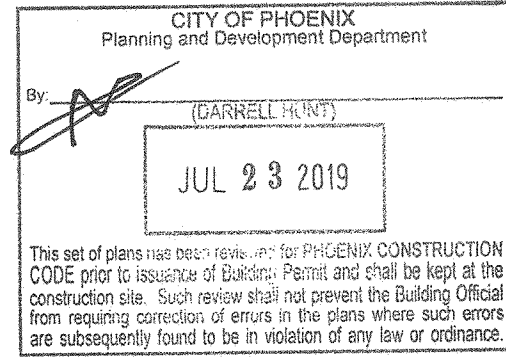 CITY OF PHOENIX
Planning and Development Department
By:
(DARRELL HUNT)
JUL 23 2019
This set of plans has been reviewed for PHOENIX CONSTRUCTION
CODE prior to issuance of Building Permit and shall be kept at the
construction site. Such review shall not prevent the Building Official
from requiring correction of errors in the plans where such errors
are subsequently found to be in violation of any law or ordinance.